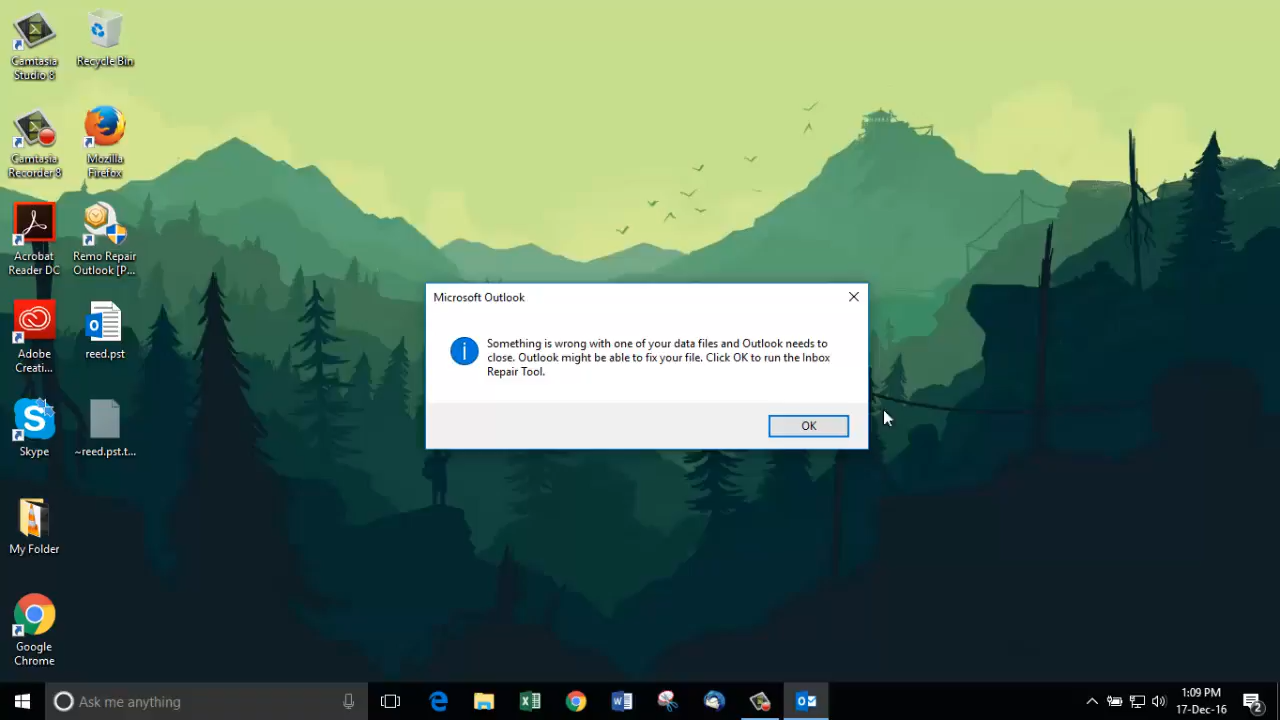 Camtasia
Studio 8
Recycle Bin
Camtasia
Recorder 8
Mozilla
Firefox
Acrobat
Reader DC
Remo Repair
Outlook [P...
Adobe
Creati...
reed.pst
Skype
~reed.pst.t...
My Folder
Google
Chrome
Microsoft Outlook
Something is wrong with one of your data files and Outlook needs to
close. Outlook might be able to fix your file. Click OK to run the Inbox
Repair Tool.
OK
Ask me anything
1:09 PM
17-Dec-16
2